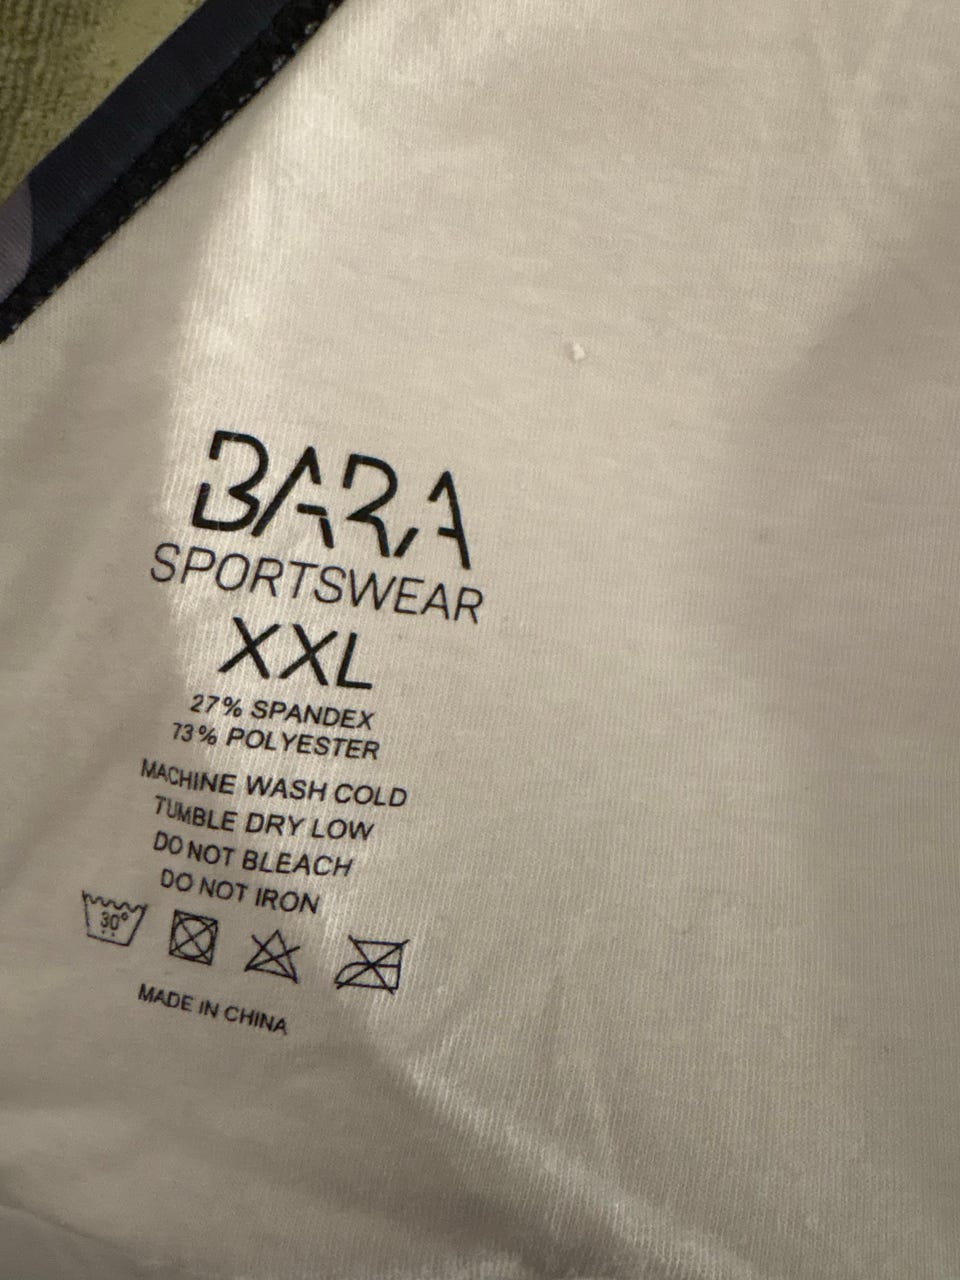 BARA
SPORTSWEAR
XXL
27% SPANDEX
73% POLYESTER
MACHINE WASH COLD
TUMBLE DRY LOW
DO NOT BLEACH
DO NOT IRON
30°
MADE IN CHINA